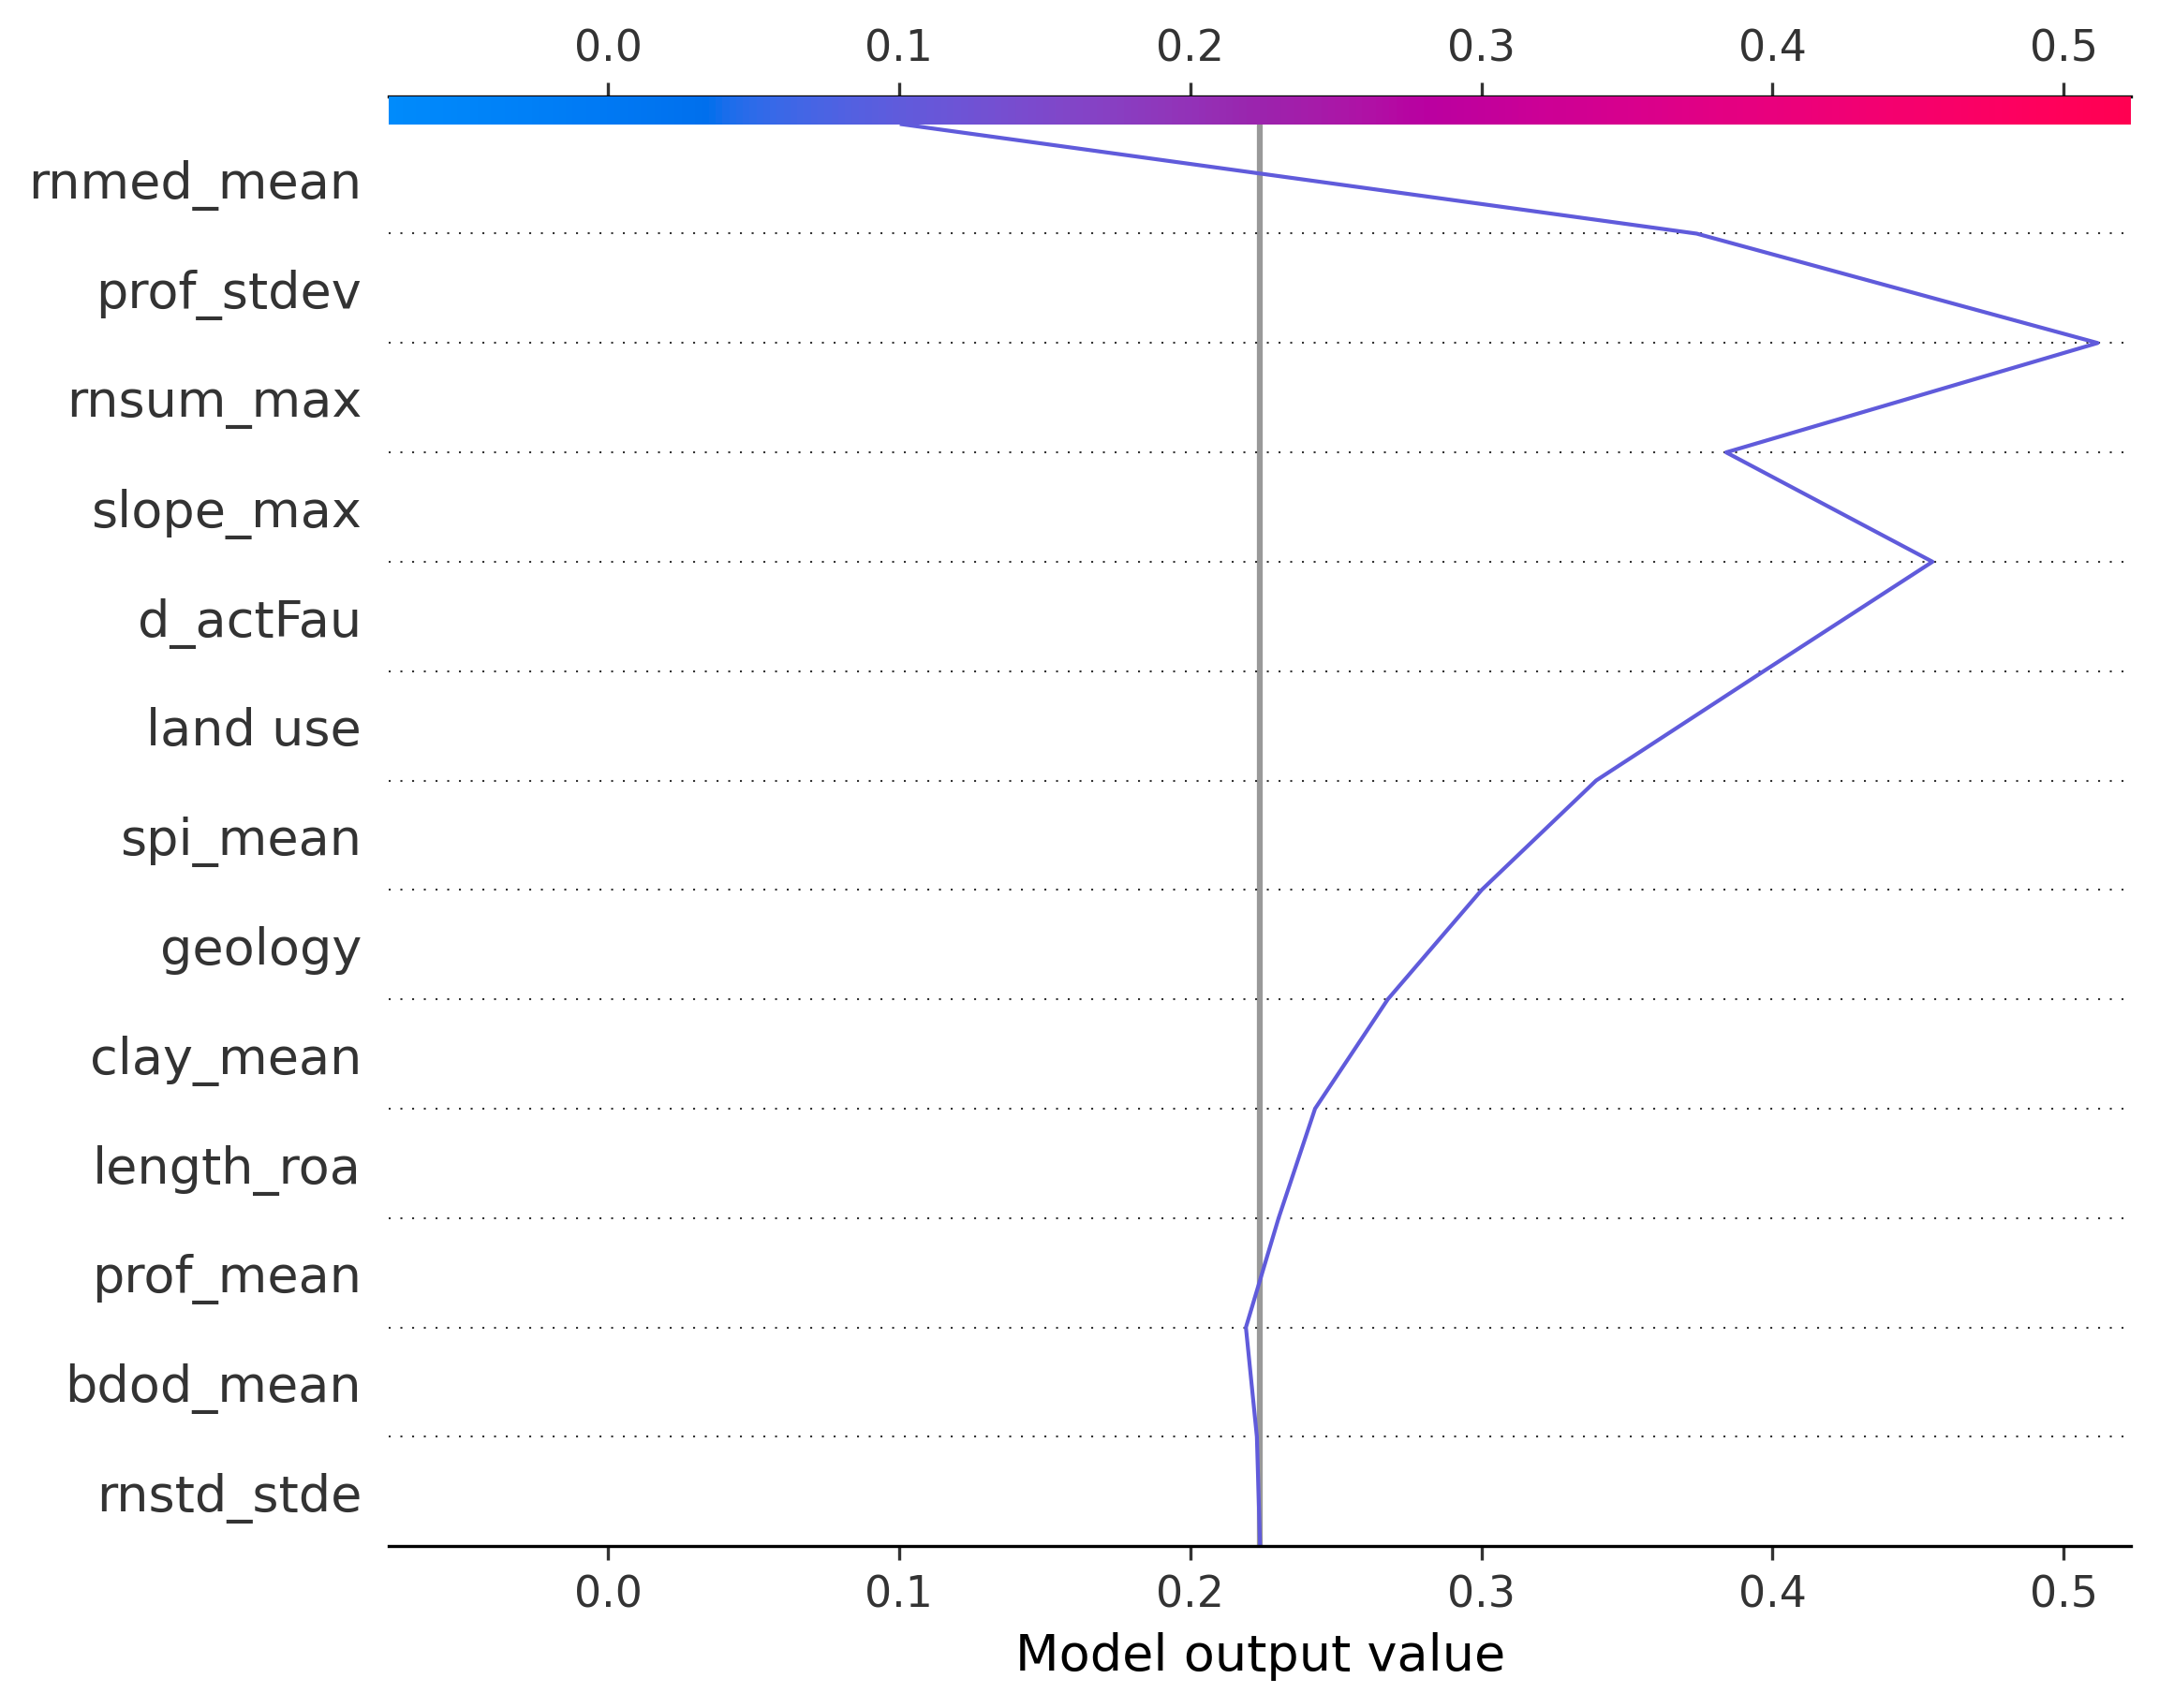 0.0 0.1 0.2 0.3 0.4 0.5
rnmed_mean
prof_stdev
rnsum_max
slope_max
d_actFau
land use
spi_mean
geology
clay_mean
length_roa
prof_mean
bdod_mean
rnstd_stde
0.0 0.1 0.2 0.3 0.4 0.5
Model output value